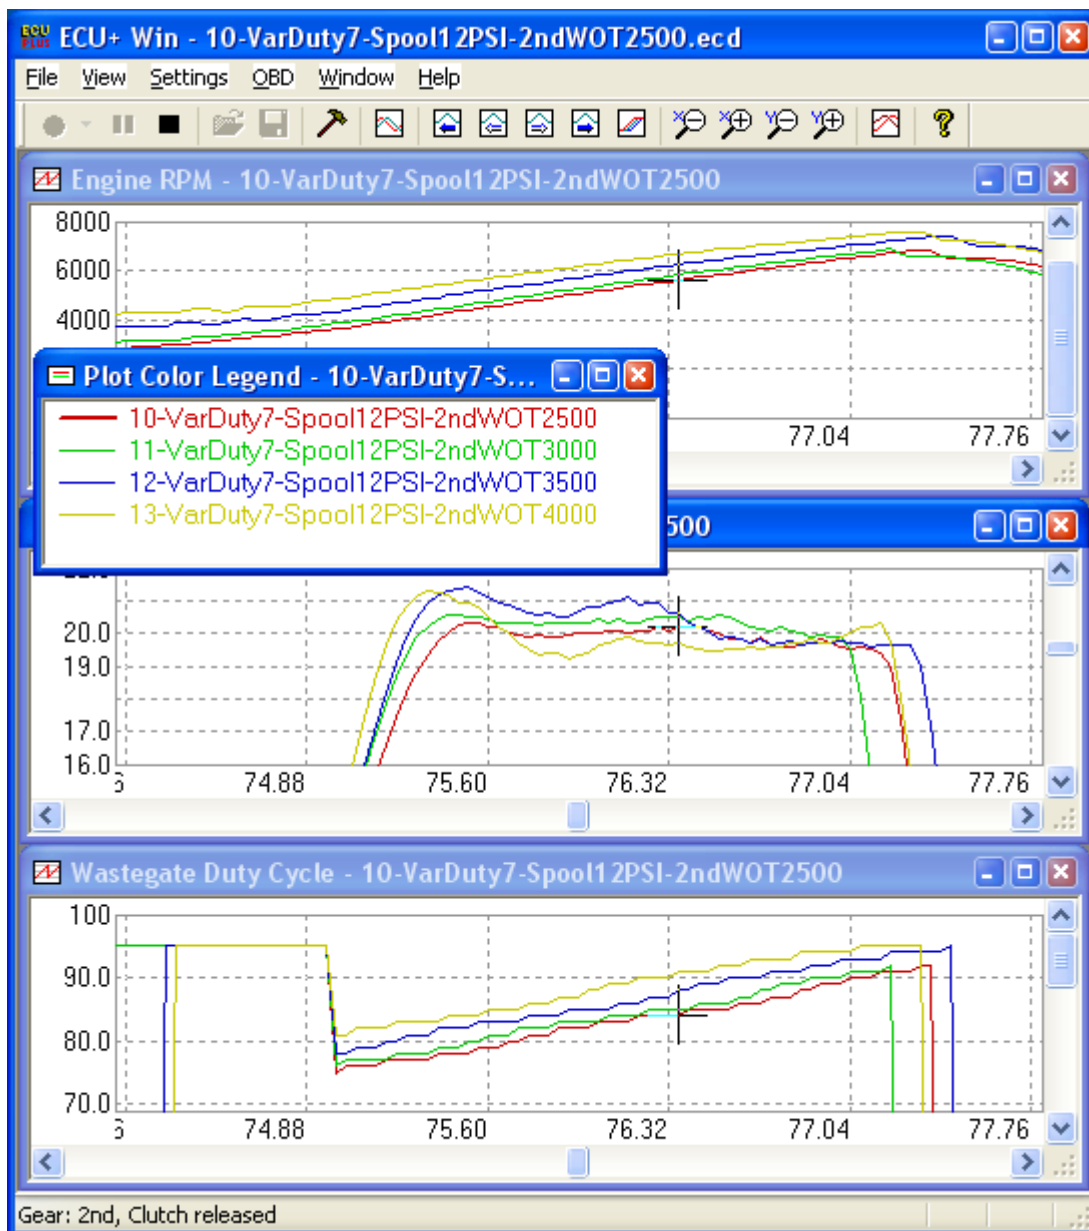 ECU+ Win - 10-VarDuty7-Spool12PSI-2ndWOT2500.ecd
File View Settings OBD Window Help
Engine RPM - 10-VarDuty7-Spool12PSI-2ndWOT2500
8000
6000
4000
77.04 77.76
Plot Color Legend - 10-VarDuty7-S...
10-VarDuty7-Spool12PSI-2ndWOT2500
11-VarDuty7-Spool12PSI-2ndWOT3000
12-VarDuty7-Spool12PSI-2ndWOT3500
13-VarDuty7-Spool12PSI-2ndWOT4000
500
20.0
19.0
17.0
16.0
74.88 75.60 76.32 77.04 77.76
Wastegate Duty Cycle - 10-VarDuty7-Spool12PSI-2ndWOT2500
100
90.0
80.0
70.0
74.88 75.60 76.32 77.04 77.76
Gear: 2nd, Clutch released